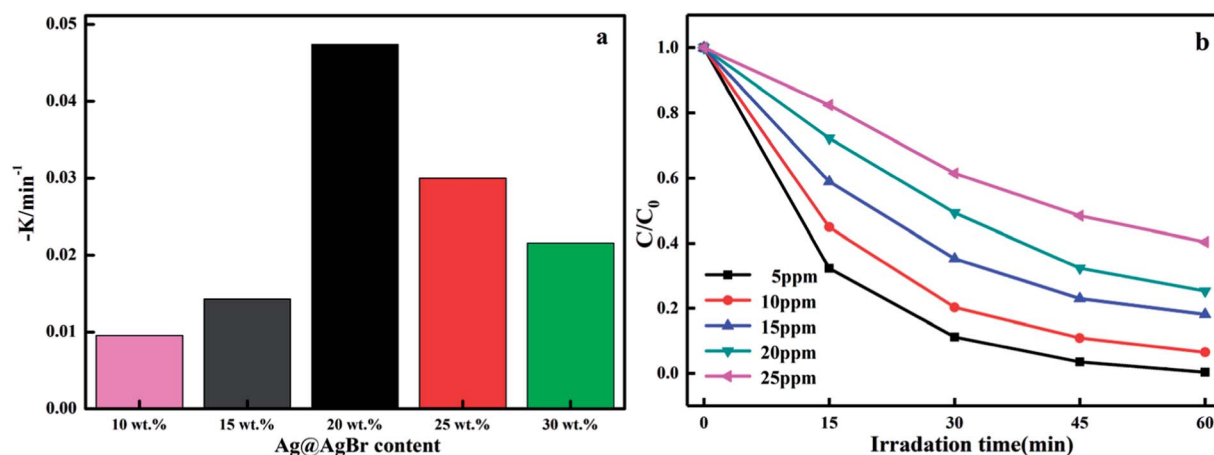 a
0.05
0.04
0.03
0.02
0.01
0.00
-K/min⁻¹
10 wt.% 15 wt.% 20 wt.% 25 wt.% 30 wt.%
Ag@AgBr content
b
1.0
0.8
0.6
0.4
0.2
0.0
C/C₀
5ppm
10ppm
15ppm
20ppm
25ppm
0 15 30 45 60
Irradation time(min)